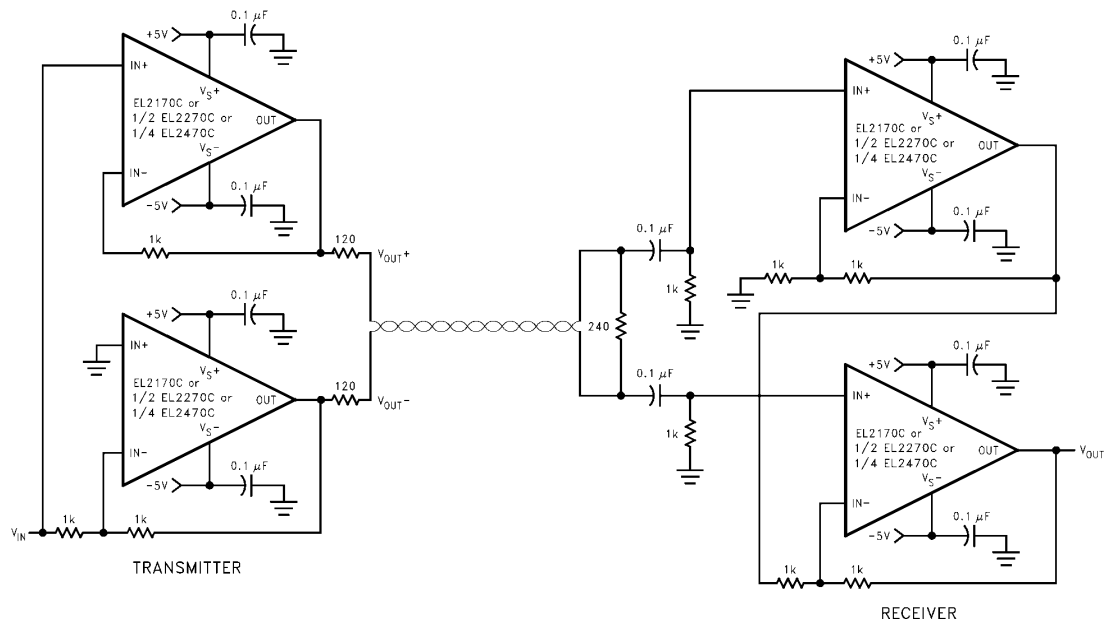 0.1 μF
+5V
IN+
VS+
EL2170C or
1/2 EL2270C or
1/4 EL2470C
OUT
VS-
IN-
-5V
0.1 μF
1k
120
VOUT+
0.1 μF
+5V
IN+
VS+
EL2170C or
1/2 EL2270C or
1/4 EL2470C
OUT
VS-
120
VOUT-
IN-
-5V
0.1 μF
VIN
1k
1k
TRANSMITTER
0.1 μF
1k
240
0.1 μF
1k
0.1 μF
+5V
IN+
VS+
EL2170C or
1/2 EL2270C or
1/4 EL2470C
OUT
VS-
IN-
-5V
0.1 μF
1k
1k
0.1 μF
+5V
IN+
VS+
EL2170C or
1/2 EL2270C or
1/4 EL2470C
OUT
VOUT
VS-
IN-
-5V
0.1 μF
1k
1k
RECEIVER